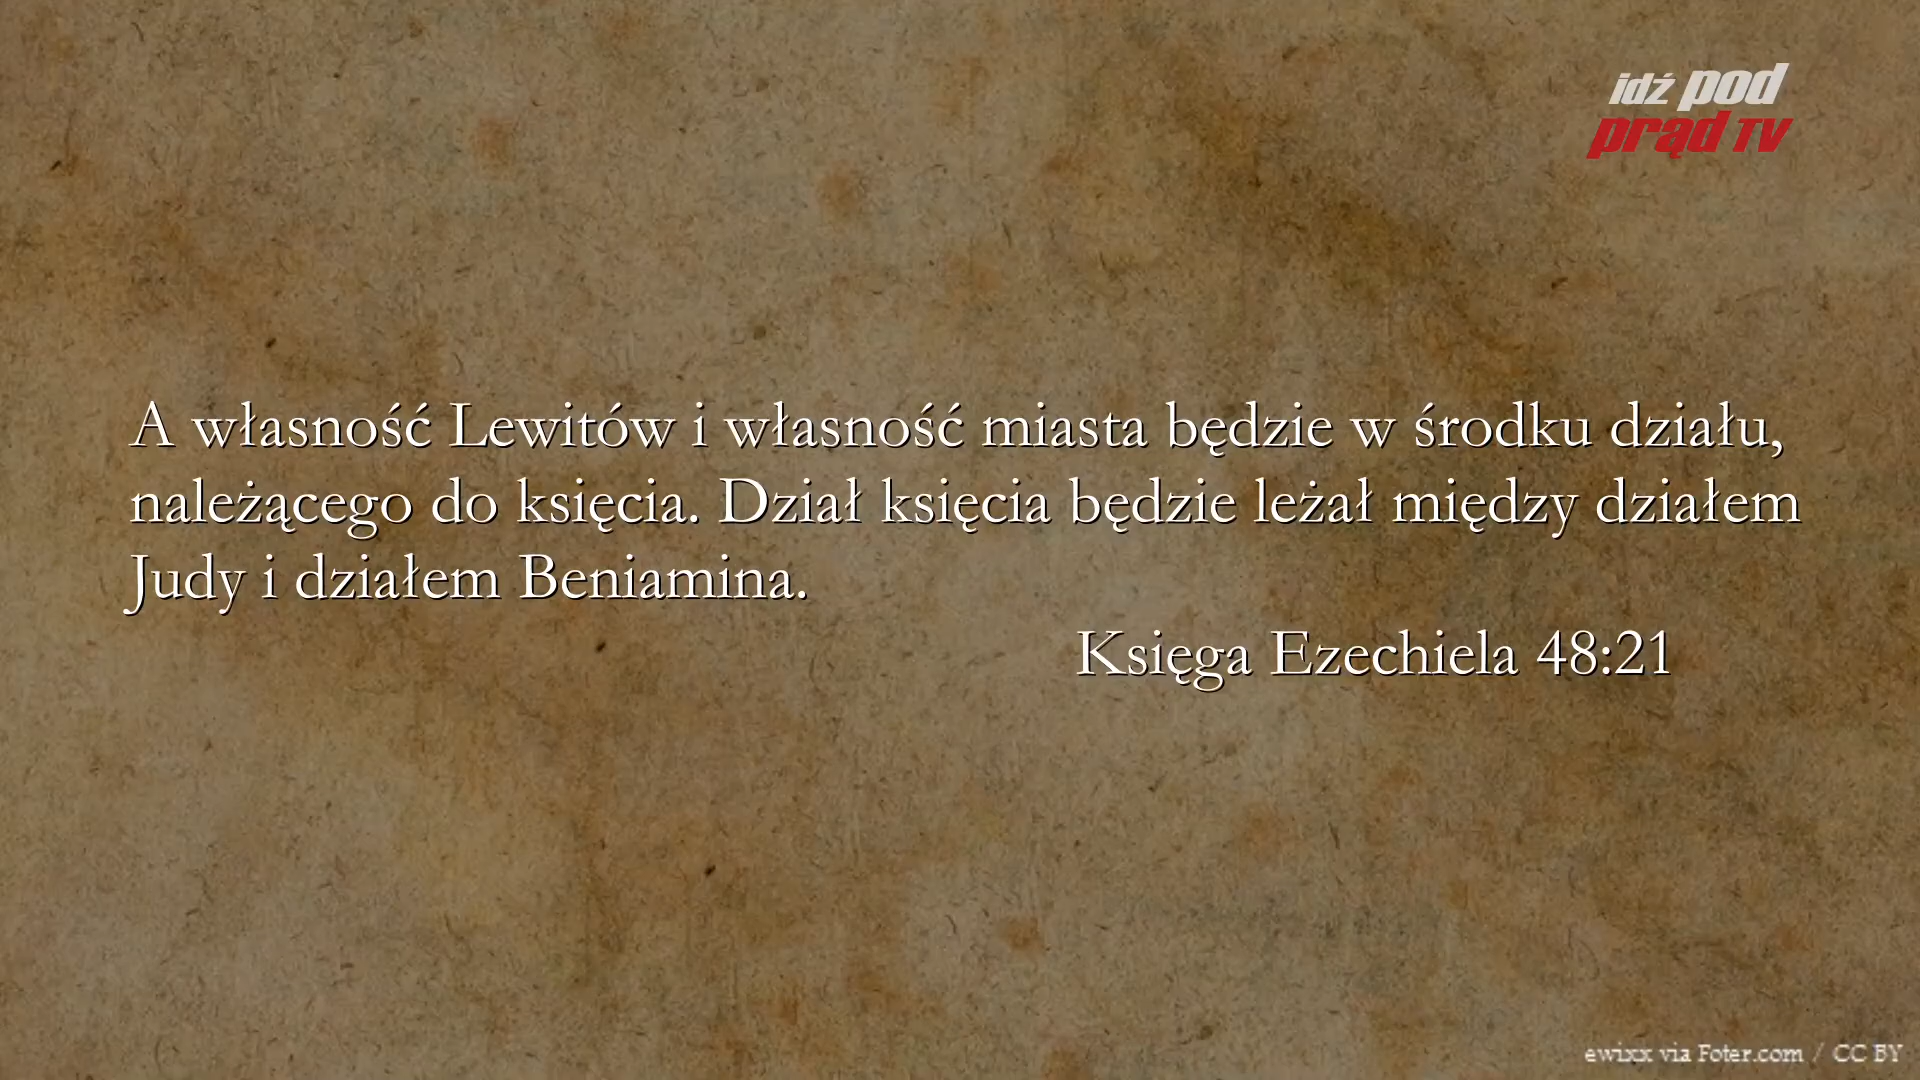 idź pod
prąd TV
A własność Lewitów i własność miasta będzie w środku działu,
należącego do księcia. Dział księcia będzie leżał między działem
Judy i działem Beniamina.
Księga Ezechiela 48:21
ewixx via Foter.com / CC BY